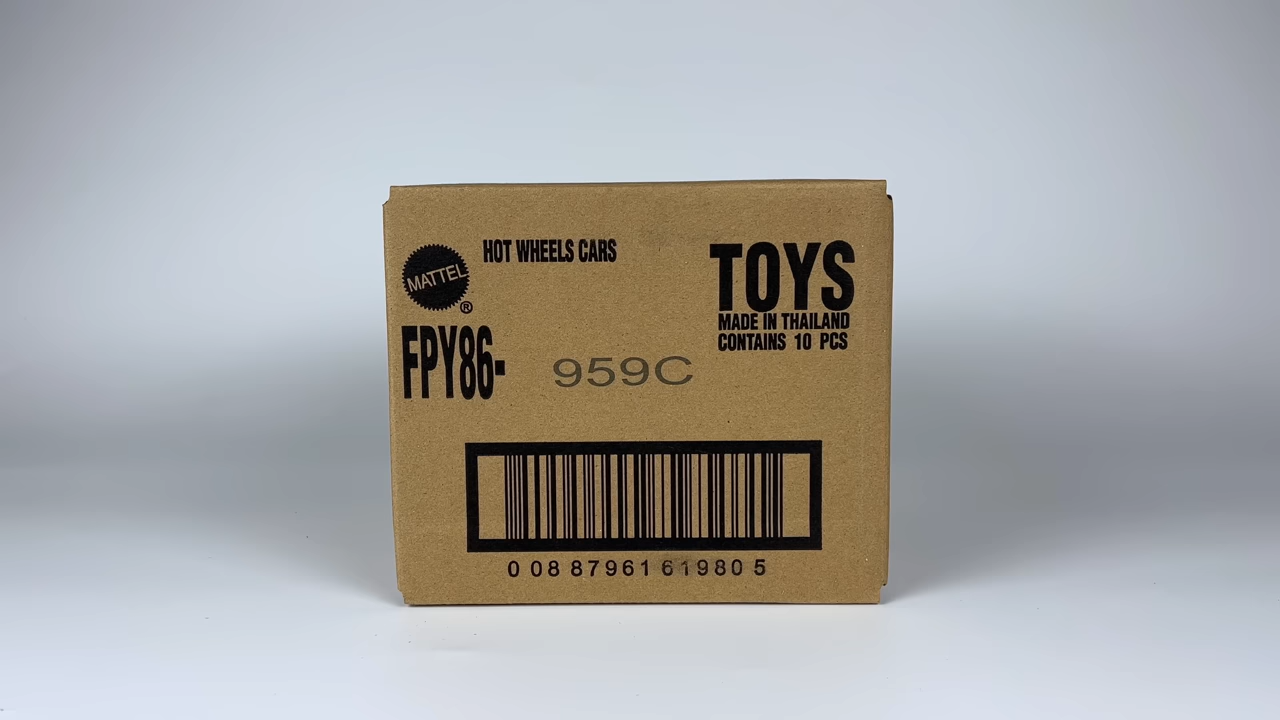 HOT WHEELS CARS
MATTEL
®
TOYS
MADE IN THAILAND
CONTAINS 10 PCS
FPY86-
959C
0 08 87961 61980 5